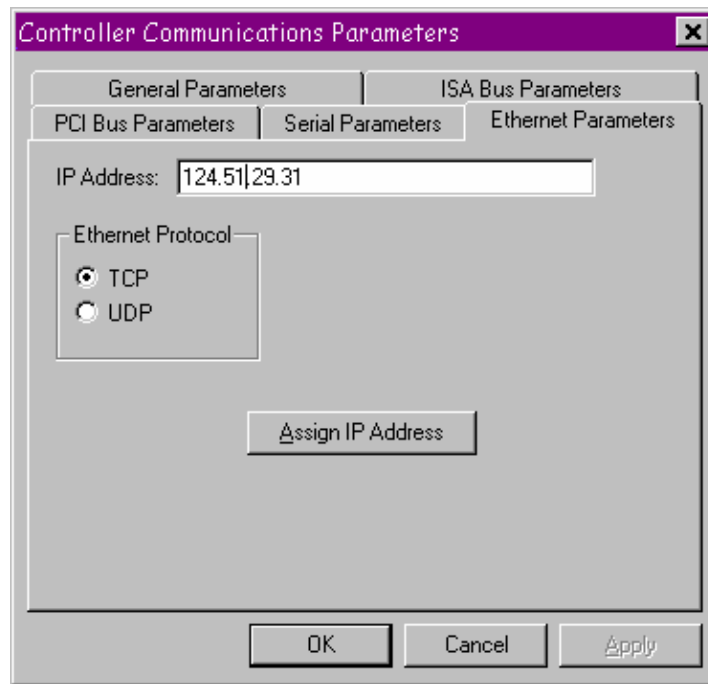 Controller Communications Parameters
General Parameters ISA Bus Parameters
PCI Bus Parameters Serial Parameters Ethernet Parameters
IP Address: 124.51.29.31
Ethernet Protocol
TCP
UDP
Assign IP Address
OK Cancel Apply